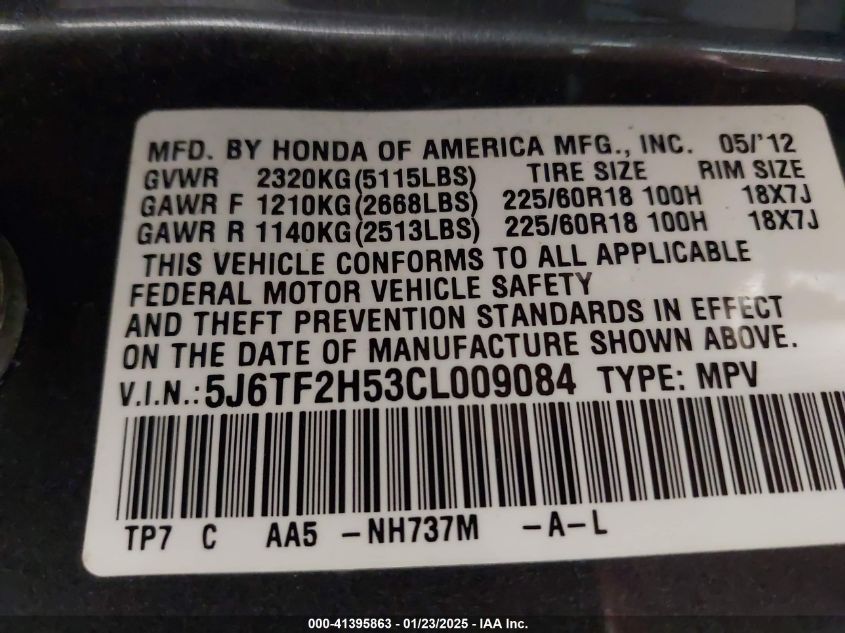 MFD. BY HONDA OF AMERICA MFG., INC. 05/'12
GVWR 2320KG(5115LBS) TIRE SIZE RIM SIZE
GAWR F 1210KG(2668LBS) 225/60R18 100H 18X7J
GAWR R 1140KG(2513LBS) 225/60R18 100H 18X7J
THIS VEHICLE CONFORMS TO ALL APPLICABLE
FEDERAL MOTOR VEHICLE SAFETY
AND THEFT PREVENTION STANDARDS IN EFFECT
ON THE DATE OF MANUFACTURE SHOWN ABOVE.
V.I.N.: 5J6TF2H53CL009084 TYPE: MPV
TP7 C AA5 -NH737M -A-L
000-41395863 - 01/23/2025 - IAA Inc.